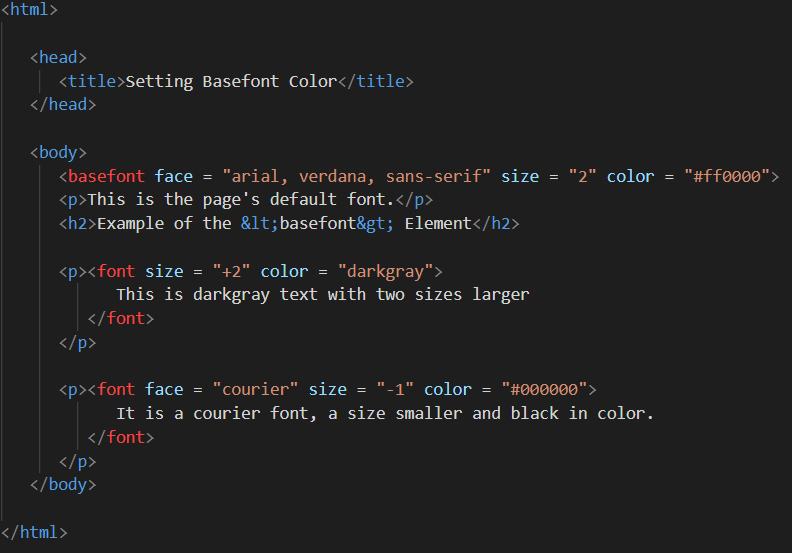 <html>
<head>
<title>Setting Basefont Color</title>
</head>
<body>
<basefont face = "arial, verdana, sans-serif" size = "2" color = "#ff0000">
<p>This is the page's default font.</p>
<h2>Example of the &lt;basefont&gt; Element</h2>
<p><font size = "+2" color = "darkgray">
This is darkgray text with two sizes larger
</font>
</p>
<p><font face = "courier" size = "-1" color = "#000000">
It is a courier font, a size smaller and black in color.
</font>
</p>
</body>
</html>